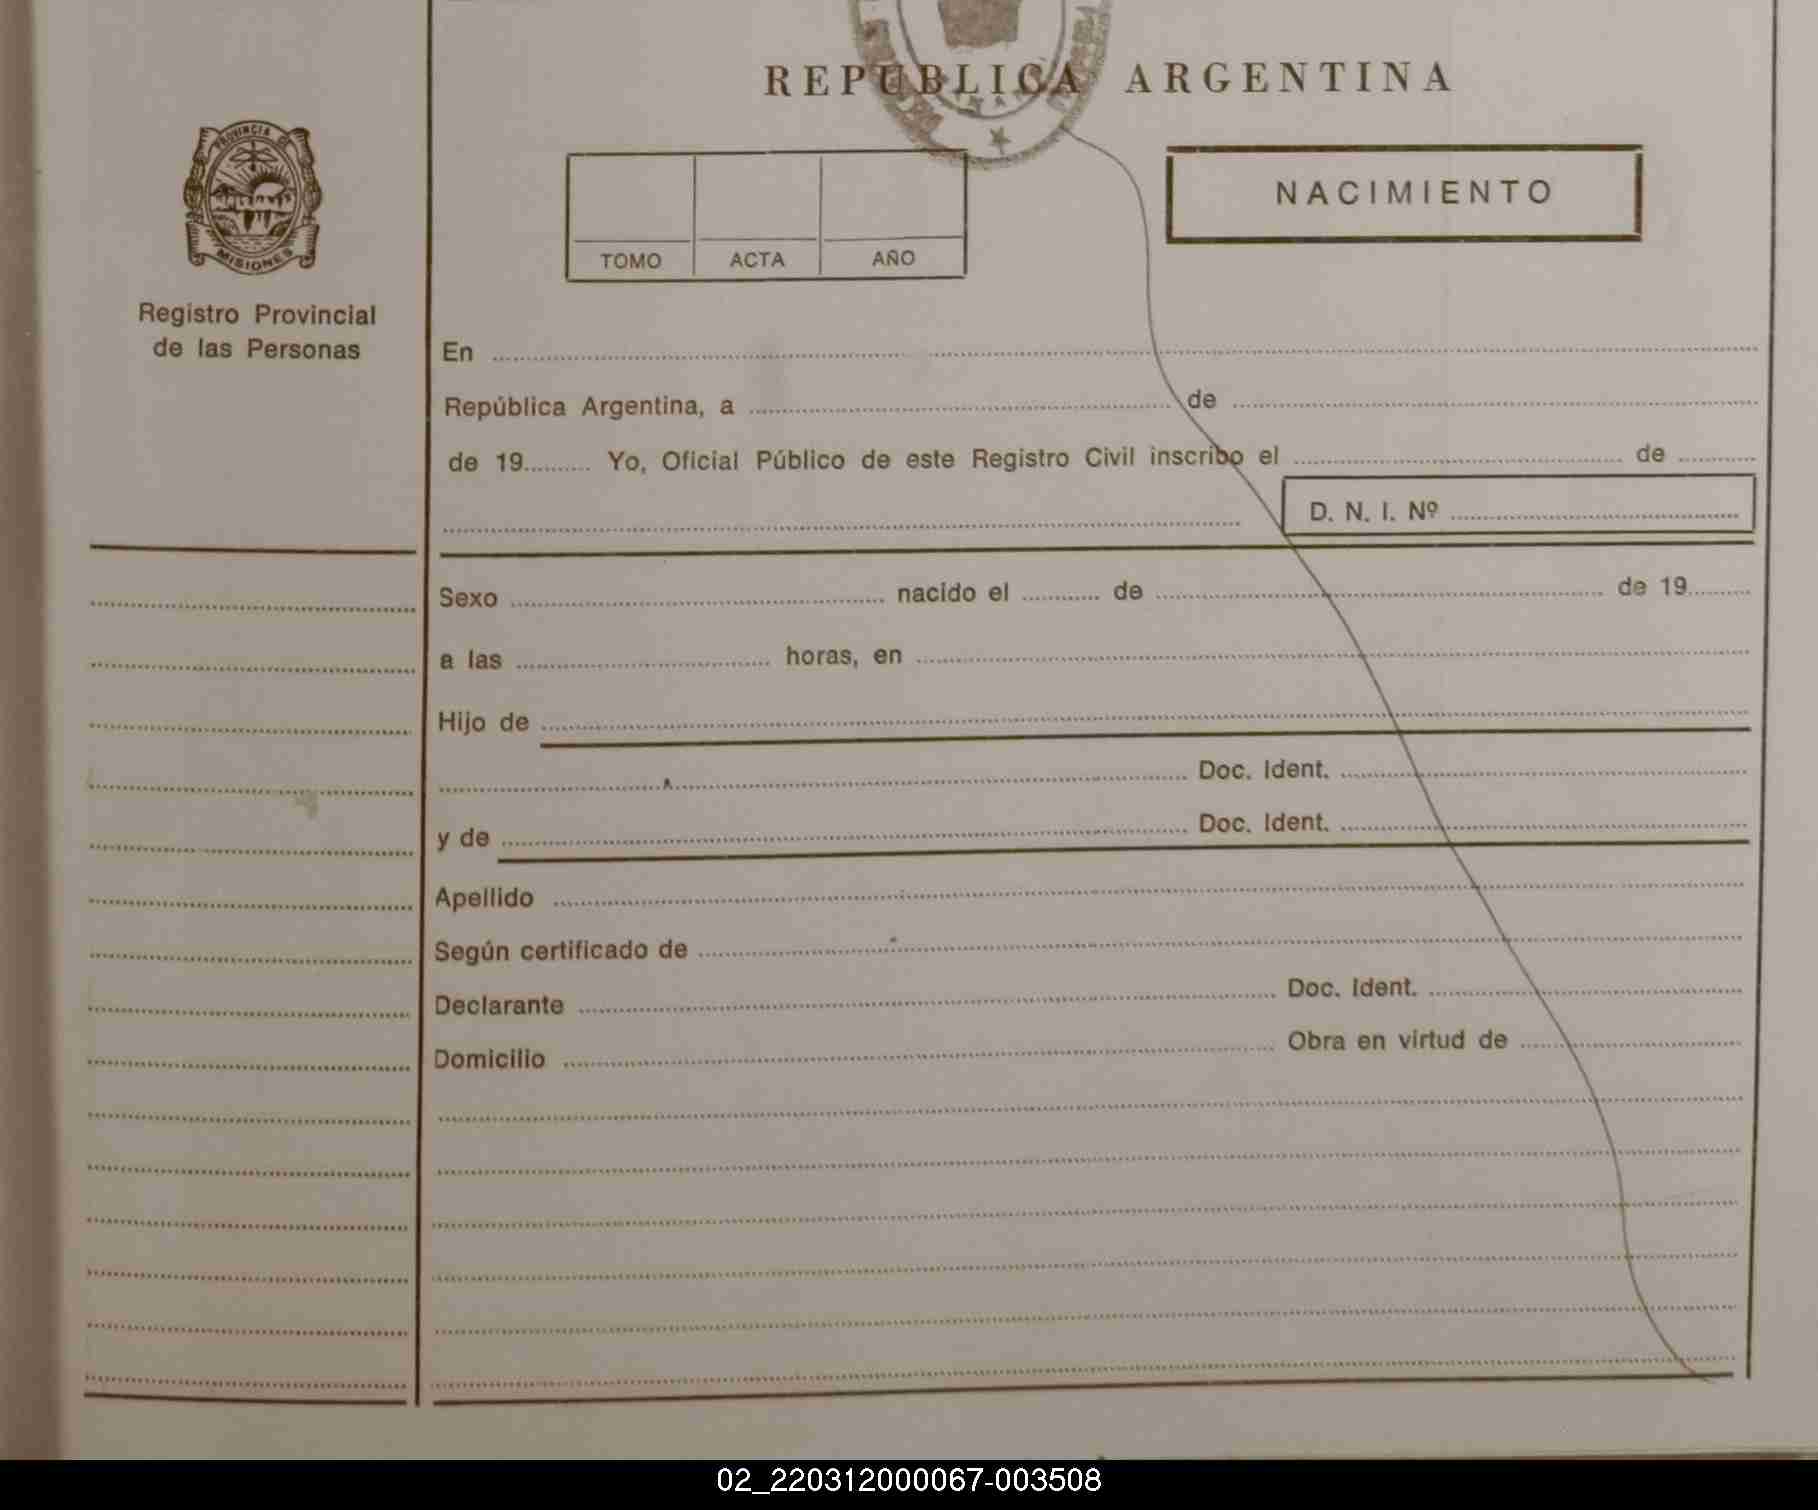 REPUBLICA ARGENTINA
PROVINCIA DE
MISIONES
Registro Provincial
de las Personas
TOMO ACTA AÑO
NACIMIENTO
En
República Argentina, a de
de 19 Yo, Oficial Público de este Registro Civil inscribo el de
D. N. I. Nº
Sexo nacido el de de 19
a las horas, en
Hijo de
Doc. Ident.
y de Doc. Ident.
Apellido
Según certificado de
Declarante Doc. Ident.
Domicilio Obra en virtud de
02_220312000067-003508